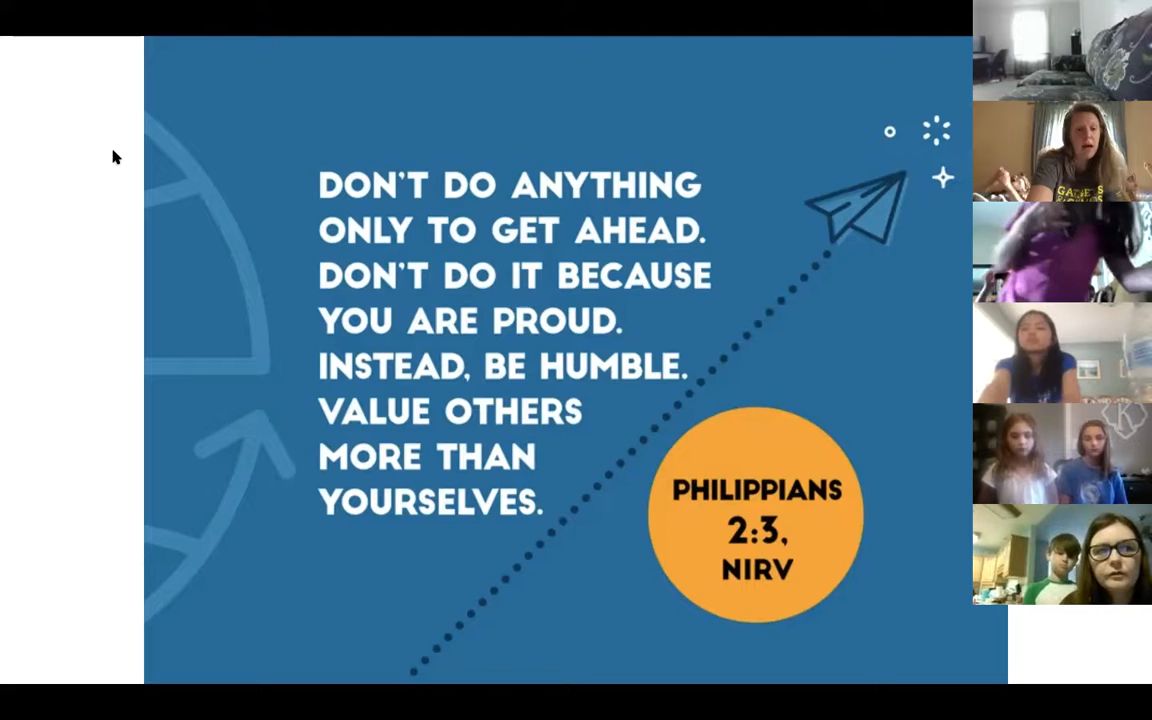 DON'T DO ANYTHING
ONLY TO GET AHEAD.
DON'T DO IT BECAUSE
YOU ARE PROUD.
INSTEAD, BE HUMBLE.
VALUE OTHERS
MORE THAN
YOURSELVES.
PHILIPPIANS
2:3,
NIRV
K